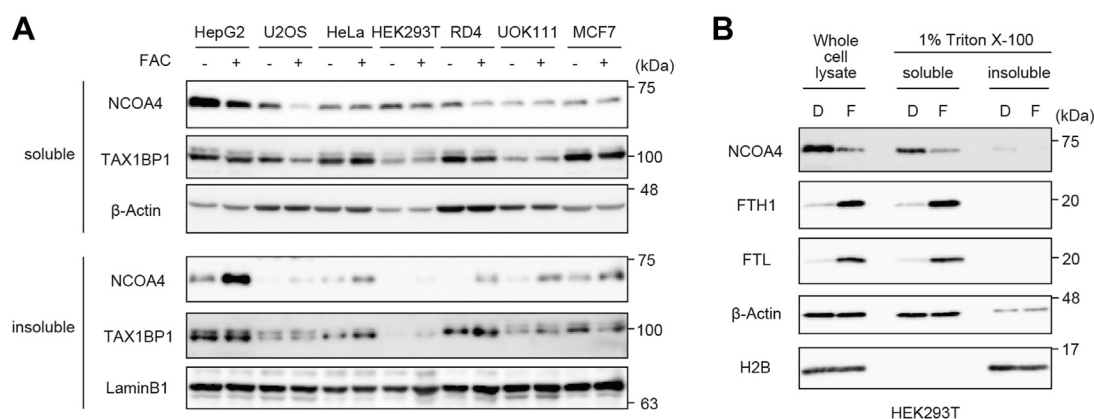 A
HepG2 U2OS HeLa HEK293T RD4 UOK111 MCF7
FAC - + - + - + - + - + - + - + (kDa)
soluble
NCOA4 75
TAX1BP1 100
β-Actin 48
insoluble
NCOA4 75
TAX1BP1 100
LaminB1 63
B
Whole cell lysate
1% Triton X-100
soluble insoluble
D F D F D F (kDa)
NCOA4 75
FTH1 20
FTL 20
β-Actin 48
H2B 17
HEK293T